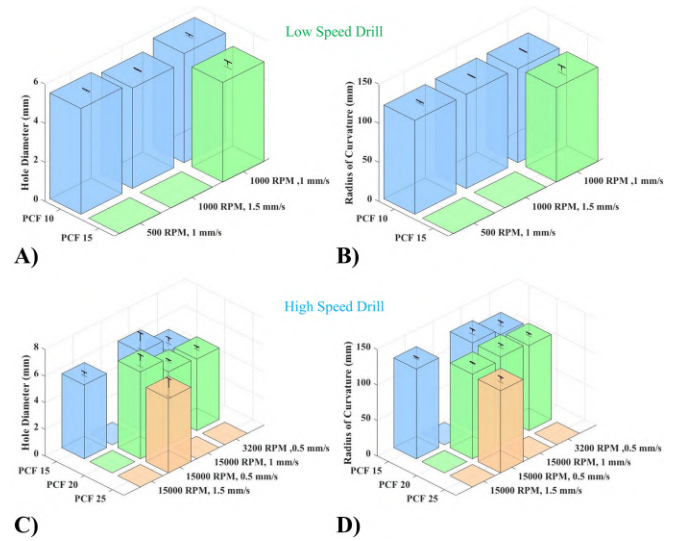 Low Speed Drill
Hole Diameter (mm)
6
4
2
0
PCF 10
PCF 15
500 RPM, 1 mm/s
1000 RPM, 1.5 mm/s
1000 RPM ,1 mm/s
A)
Radius of Curvature (mm)
150
100
50
0
PCF 10
PCF 15
500 RPM, 1 mm/s
1000 RPM, 1.5 mm/s
1000 RPM ,1 mm/s
B)
High Speed Drill
Hole Diameter (mm)
8
6
4
2
0
PCF 15
PCF 20
PCF 25
15000 RPM, 1.5 mm/s
15000 RPM, 0.5 mm/s
15000 RPM, 1 mm/s
3200 RPM ,0.5 mm/s
C)
Radius of Curvature (mm)
150
100
50
0
PCF 15
PCF 20
PCF 25
15000 RPM, 1.5 mm/s
15000 RPM, 0.5 mm/s
15000 RPM, 1 mm/s
3200 RPM ,0.5 mm/s
D)